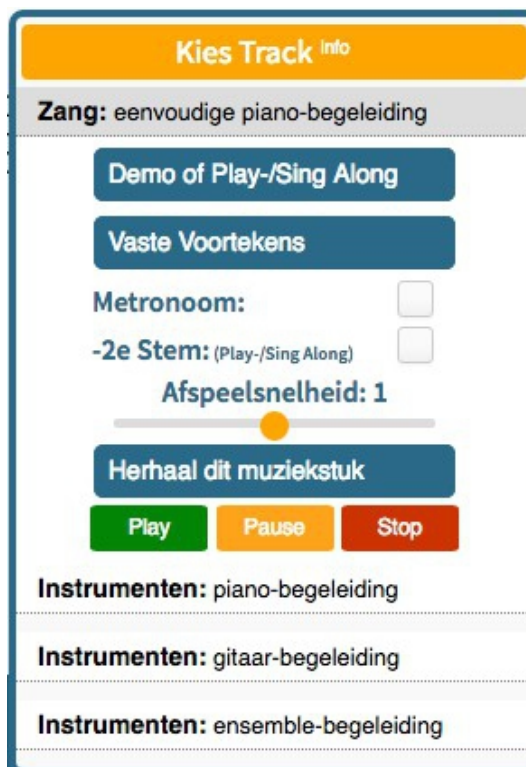 Kies Track info
Zang: eenvoudige piano-begeleiding
Demo of Play-/Sing Along
Vaste Voortekens
Metronoom:
-2e Stem: (Play-/Sing Along)
Afspeelsnelheid: 1
Herhaal dit muziekstuk
Play Pause Stop
Instrumenten: piano-begeleiding
Instrumenten: gitaar-begeleiding
Instrumenten: ensemble-begeleiding